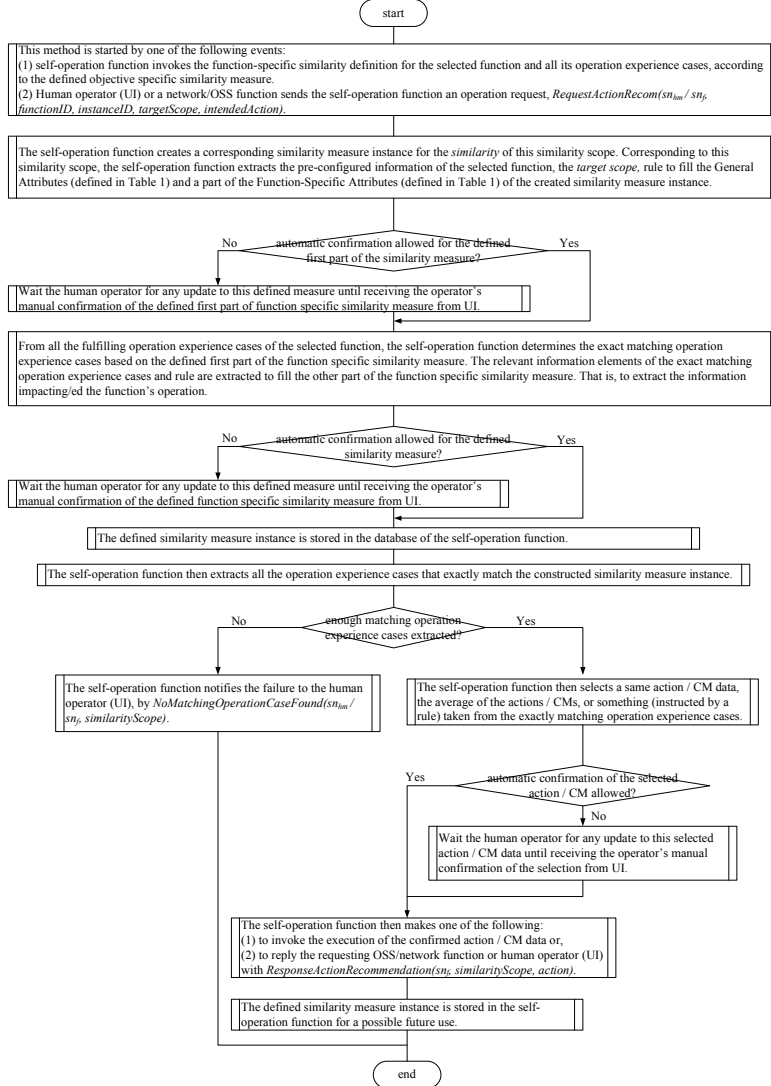 start
This method is started by one of the following events:
(1) self-operation function invokes the function-specific similarity definition for the selected function and all its operation experience cases, according
to the defined objective specific similarity measure.
(2) Human operator (UI) or a network/OSS function sends the self-operation function an operation request, RequestActionRecom(snhm / snf,
functionID, instanceID, targetScope, intendedAction).
The self-operation function creates a corresponding similarity measure instance for the similarity of this similarity scope. Corresponding to this
similarity scope, the self-operation function extracts the pre-configured information of the selected function, the target scope, rule to fill the General
Attributes (defined in Table 1) and a part of the Function-Specific Attributes (defined in Table 1) of the created similarity measure instance.
No
automatic confirmation allowed for the defined
first part of the similarity measure?
Yes
Wait the human operator for any update to this defined measure until receiving the operator's
manual confirmation of the defined first part of function specific similarity measure from UI.
From all the fulfilling operation experience cases of the selected function, the self-operation function determines the exact matching operation
experience cases based on the defined first part of the function specific similarity measure. The relevant information elements of the exact matching
operation experience cases and rule are extracted to fill the other part of the function specific similarity measure. That is, to extract the information
impacting/ed the function's operation.
No
automatic confirmation allowed for the defined
similarity measure?
Yes
Wait the human operator for any update to this defined measure until receiving the operator's
manual confirmation of the defined function specific similarity measure from UI.
The defined similarity measure instance is stored in the database of the self-operation function.
The self-operation function then extracts all the operation experience cases that exactly match the constructed similarity measure instance.
No
enough matching operation
experience cases extracted?
Yes
The self-operation function notifies the failure to the human
operator (UI), by NoMatchingOperationCaseFound(snhm /
snf, similarityScope).
The self-operation function then selects a same action / CM data,
the average of the actions / CMs, or something (instructed by a
rule) taken from the exactly matching operation experience cases.
Yes
automatic confirmation of the selected
action / CM allowed?
No
Wait the human operator for any update to this selected
action / CM data until receiving the operator's manual
confirmation of the selection from UI.
The self-operation function then makes one of the following:
(1) to invoke the execution of the confirmed action / CM data or,
(2) to reply the requesting OSS/network function or human operator (UI)
with ResponseActionRecommendation(snf, similarityScope, action).
The defined similarity measure instance is stored in the self-
operation function for a possible future use.
end